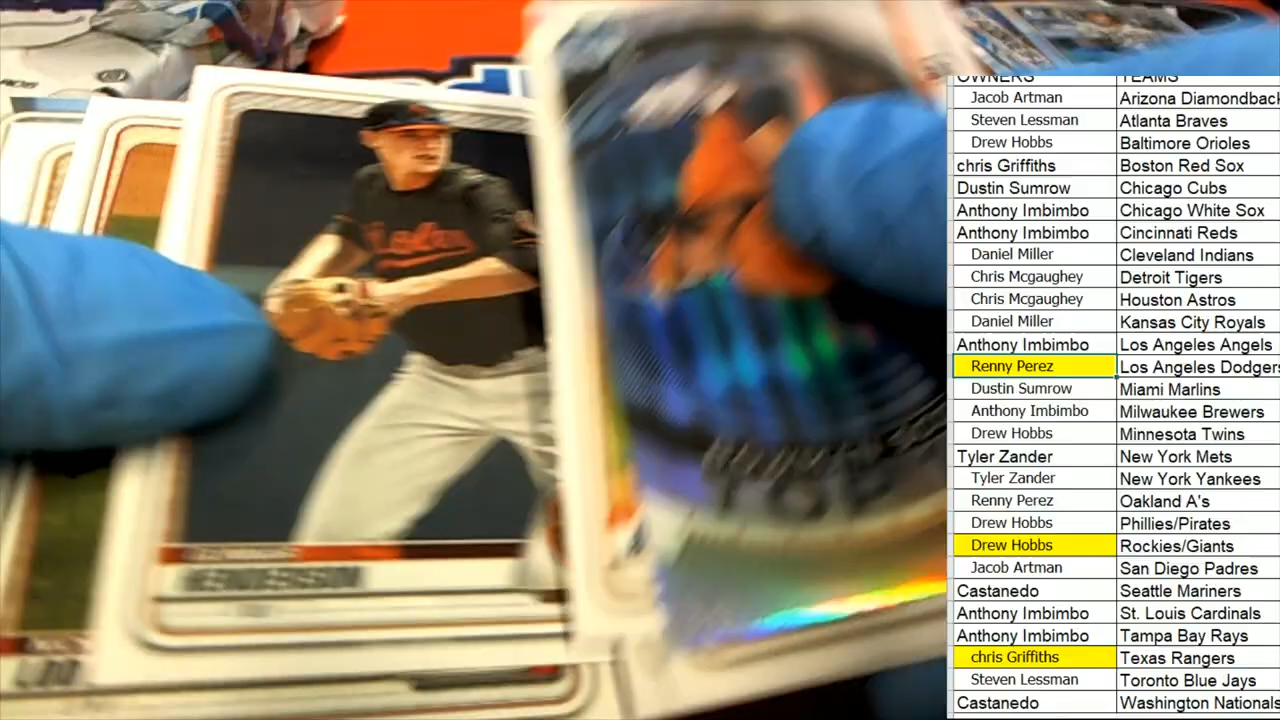 OWNERS TEAMS
Jacob Artman Arizona Diamondback
Steven Lessman Atlanta Braves
Drew Hobbs Baltimore Orioles
chris Griffiths Boston Red Sox
Dustin Sumrow Chicago Cubs
Anthony Imbimbo Chicago White Sox
Anthony Imbimbo Cincinnati Reds
Daniel Miller Cleveland Indians
Chris Mcgaughey Detroit Tigers
Chris Mcgaughey Houston Astros
Daniel Miller Kansas City Royals
Anthony Imbimbo Los Angeles Angels
Renny Perez Los Angeles Dodgers
Dustin Sumrow Miami Marlins
Anthony Imbimbo Milwaukee Brewers
Drew Hobbs Minnesota Twins
Tyler Zander New York Mets
Tyler Zander New York Yankees
Renny Perez Oakland A's
Drew Hobbs Phillies/Pirates
Drew Hobbs Rockies/Giants
Jacob Artman San Diego Padres
Castanedo Seattle Mariners
Anthony Imbimbo St. Louis Cardinals
Anthony Imbimbo Tampa Bay Rays
chris Griffiths Texas Rangers
Steven Lessman Toronto Blue Jays
Castanedo Washington Nationals